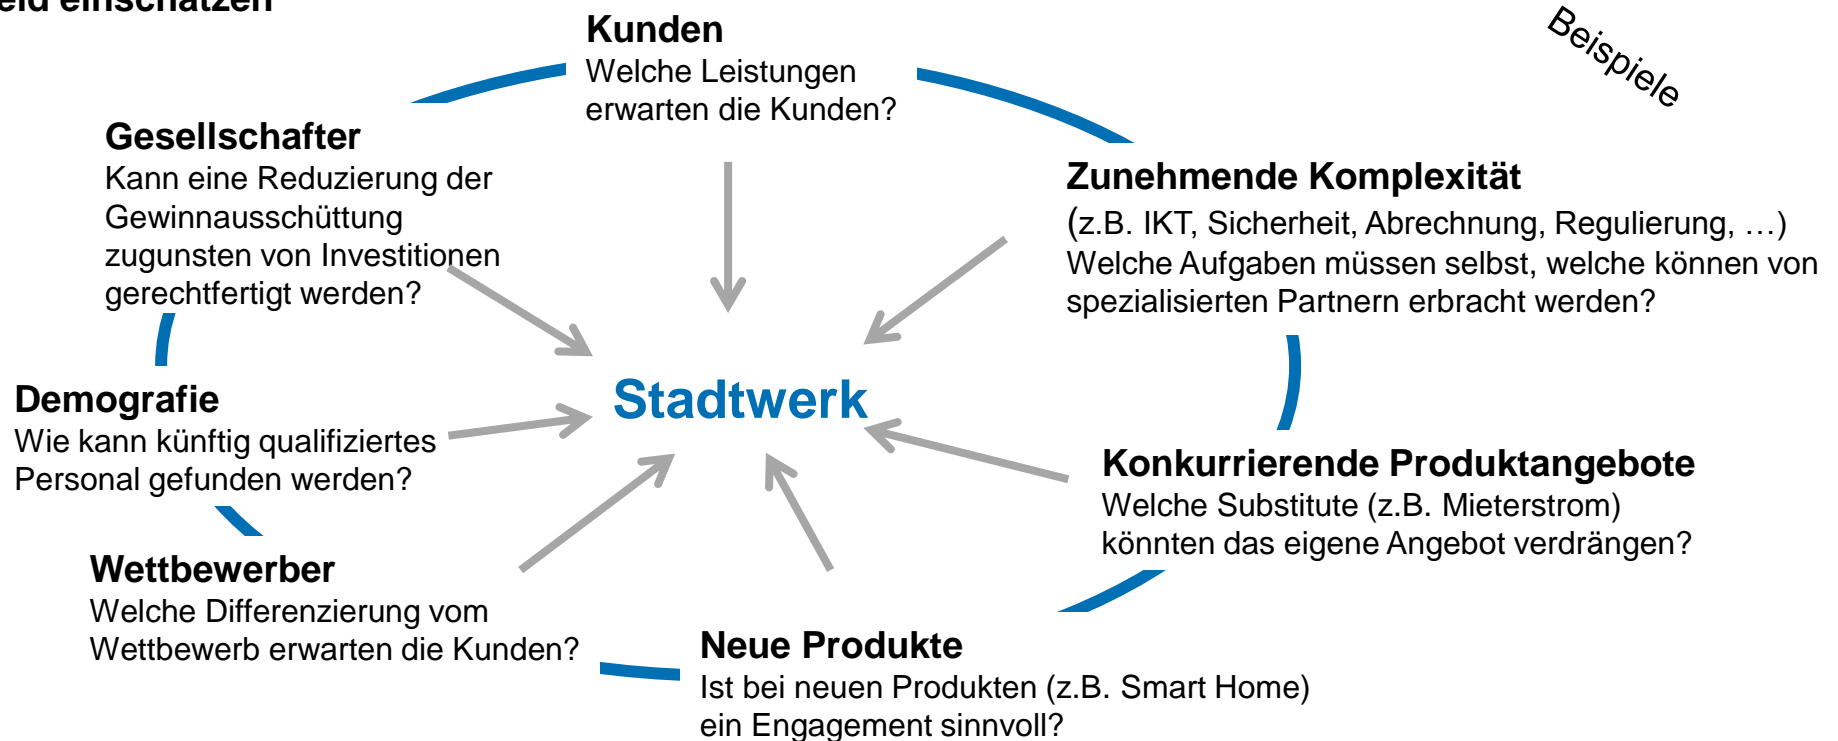 einschätzen
Beispiele
Kunden
Welche Leistungen
erwarten die Kunden?
Gesellschafter
Kann eine Reduzierung der
Gewinnausschüttung
zugunsten von Investitionen
gerechtfertigt werden?
Zunehmende Komplexität
(z.B. IKT, Sicherheit, Abrechnung, Regulierung, …)
Welche Aufgaben müssen selbst, welche können von
spezialisierten Partnern erbracht werden?
Stadtwerk
Demografie
Wie kann künftig qualifiziertes
Personal gefunden werden?
Konkurrierende Produktangebote
Welche Substitute (z.B. Mieterstrom)
könnten das eigene Angebot verdrängen?
Wettbewerber
Welche Differenzierung vom
Wettbewerb erwarten die Kunden?
Neue Produkte
Ist bei neuen Produkten (z.B. Smart Home)
ein Engagement sinnvoll?